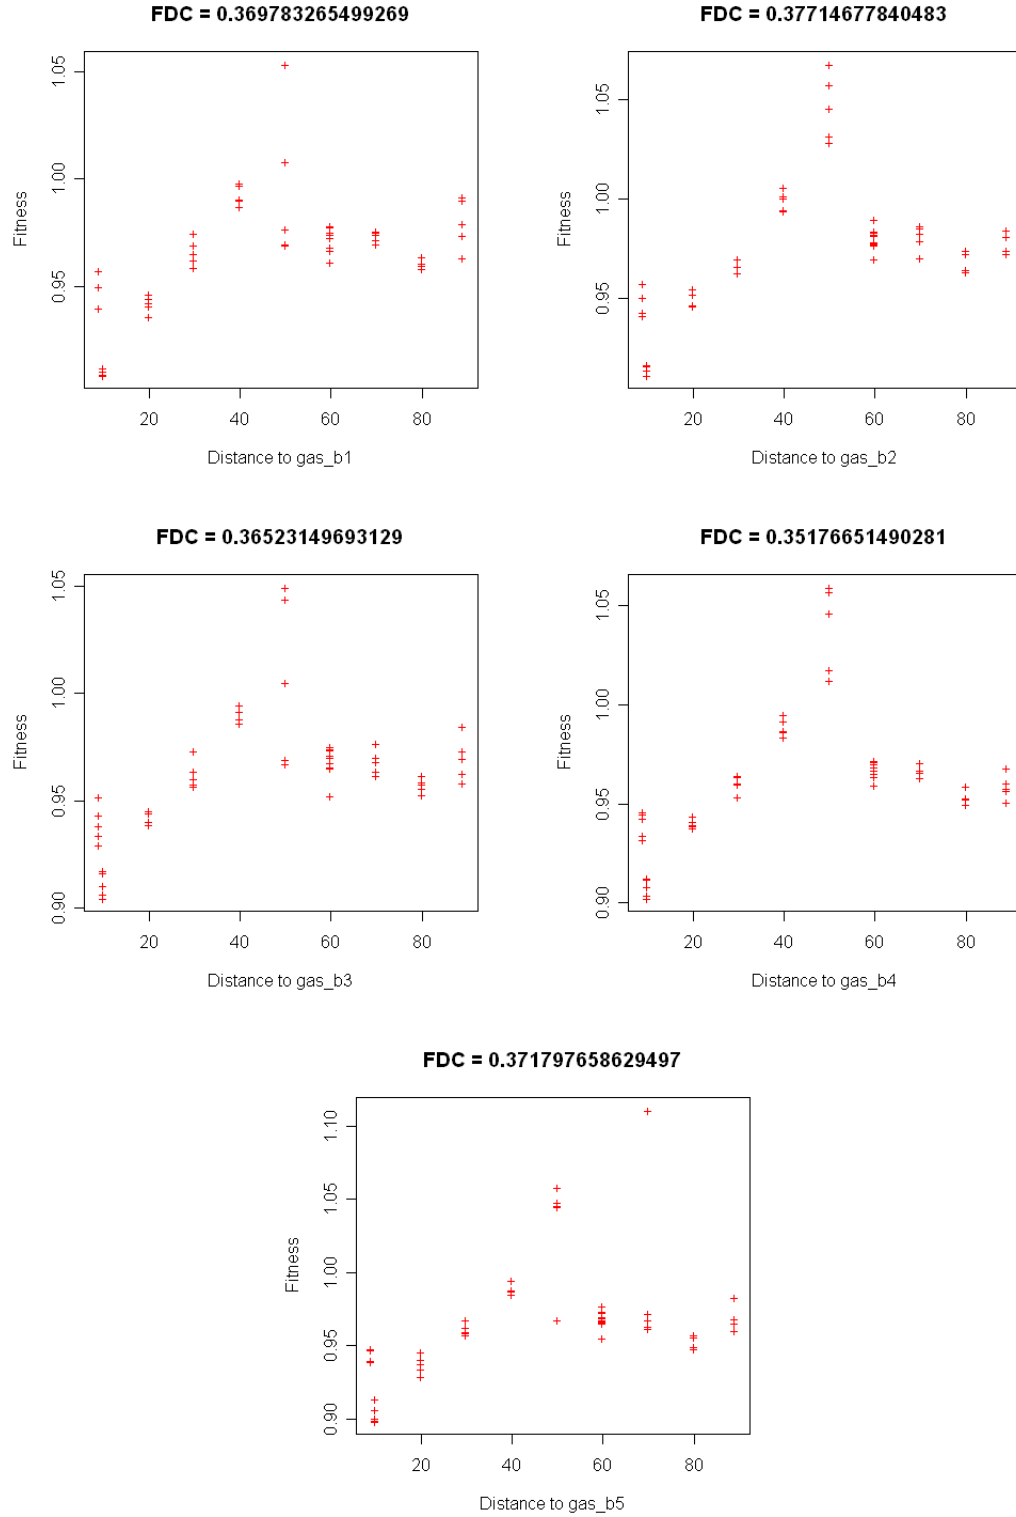 FDC = 0.369783265499269
FDC = 0.37714677840483
1.05
1.00
0.95
Fitness
20 40 60 80
Distance to gas_b1
1.05
1.00
0.95
Fitness
20 40 60 80
Distance to gas_b2
FDC = 0.36523149693129
FDC = 0.35176651490281
1.05
1.00
0.95
0.90
Fitness
20 40 60 80
Distance to gas_b3
1.05
1.00
0.95
0.90
Fitness
20 40 60 80
Distance to gas_b4
FDC = 0.371797658629497
1.10
1.05
1.00
0.95
0.90
Fitness
20 40 60 80
Distance to gas_b5